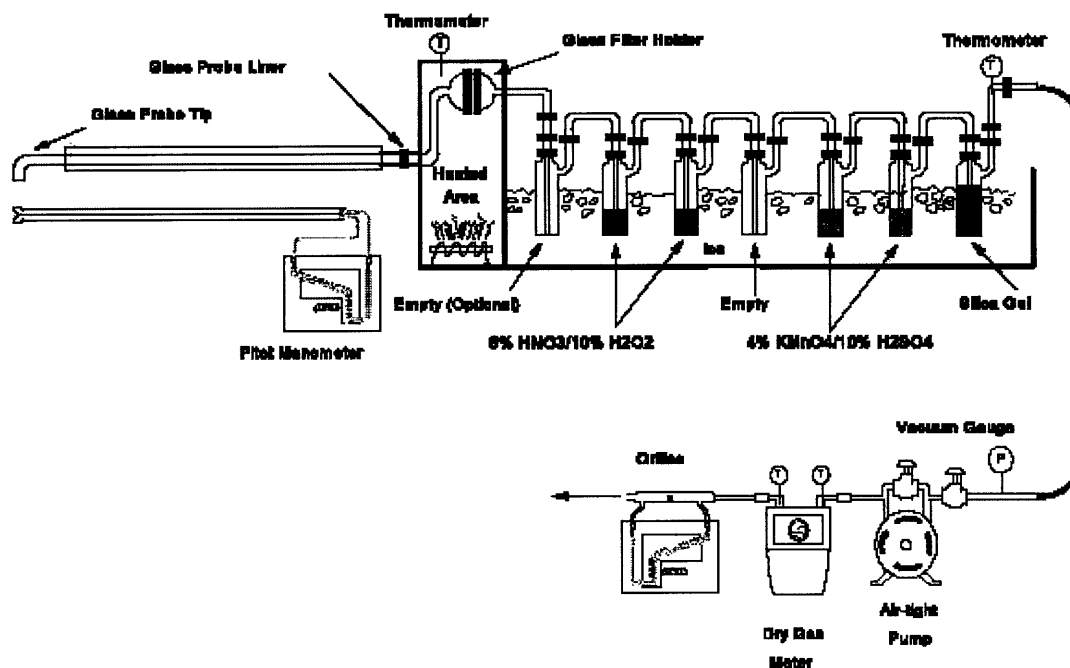 Thermometer
T
Glass Filter Holder
Thermometer
T
Glass Probe Liner
Glass Probe Tip
Heated
Area
Ice
Empty (Optional)
Empty
Silica Gel
Pitot Manometer
5% HNO3/10% H2O2
4% KMnO4/10% H2SO4
Vacuum Gauge
P
Orifice
T
T
Air-tight
Pump
Dry Gas
Meter